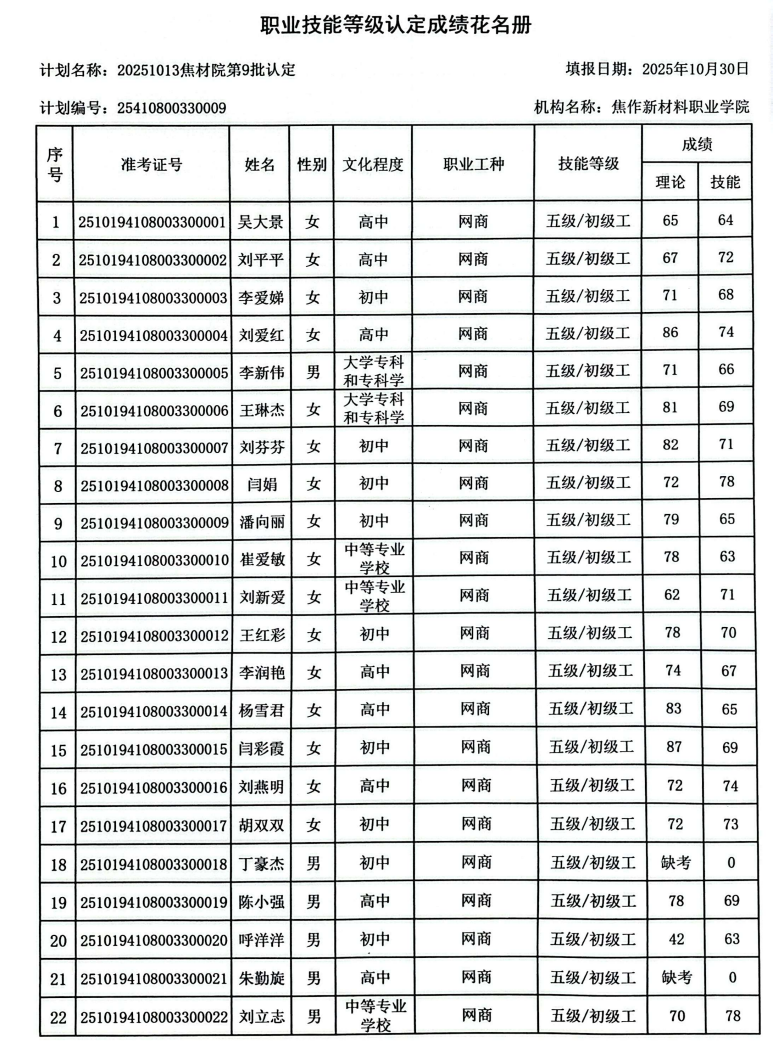 职业技能等级认定成绩花名册
计划名称：20251013焦材院第9批认定 填报日期：2025年10月30日
计划编号：25410800330009 机构名称：焦作新材料职业学院
序号 准考证号 姓名 性别 文化程度 职业工种 技能等级 成绩
理论 技能
1 2510194108003300001 吴大景 女 高中 网商 五级/初级工 65 64
2 2510194108003300002 刘平平 女 高中 网商 五级/初级工 67 72
3 2510194108003300003 李爱娣 女 初中 网商 五级/初级工 71 68
4 2510194108003300004 刘爱红 女 高中 网商 五级/初级工 86 74
5 2510194108003300005 李新伟 男 大学专科和专科学 网商 五级/初级工 71 66
6 2510194108003300006 王琳杰 女 大学专科和专科学 网商 五级/初级工 81 69
7 2510194108003300007 刘芬芬 女 初中 网商 五级/初级工 82 71
8 2510194108003300008 闫娟 女 初中 网商 五级/初级工 72 78
9 2510194108003300009 潘向丽 女 初中 网商 五级/初级工 79 65
10 2510194108003300010 崔爱敏 女 中等专业学校 网商 五级/初级工 78 63
11 2510194108003300011 刘新爱 女 中等专业学校 网商 五级/初级工 62 71
12 2510194108003300012 王红彩 女 初中 网商 五级/初级工 78 70
13 2510194108003300013 李润艳 女 高中 网商 五级/初级工 74 67
14 2510194108003300014 杨雪君 女 高中 网商 五级/初级工 83 65
15 2510194108003300015 闫彩霞 女 初中 网商 五级/初级工 87 69
16 2510194108003300016 刘燕明 女 高中 网商 五级/初级工 72 74
17 2510194108003300017 胡双双 女 初中 网商 五级/初级工 72 73
18 2510194108003300018 丁豪杰 男 初中 网商 五级/初级工 缺考 0
19 2510194108003300019 陈小强 男 高中 网商 五级/初级工 78 69
20 2510194108003300020 呼洋洋 男 初中 网商 五级/初级工 42 63
21 2510194108003300021 朱勤旋 男 高中 网商 五级/初级工 缺考 0
22 2510194108003300022 刘立志 男 中等专业学校 网商 五级/初级工 70 78